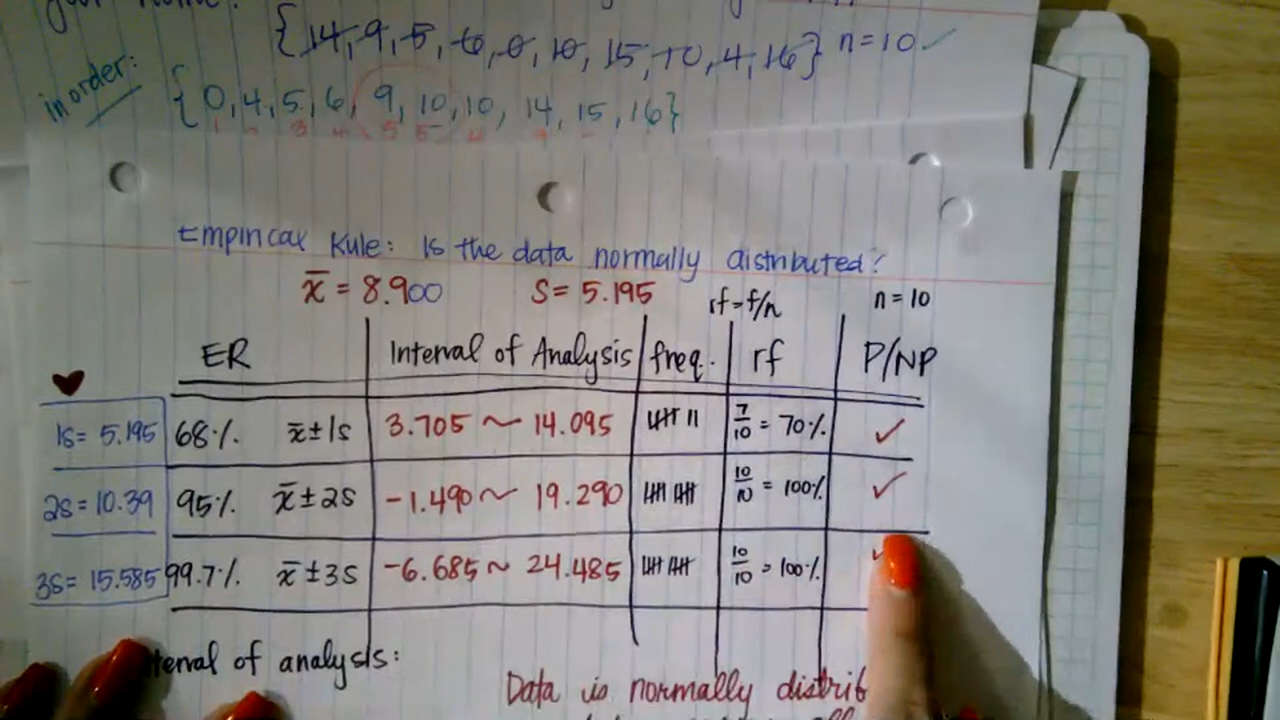 your
{14, 9, 5, 6, 0, 10, 15, 10, 4, 16} n=10 ✓
in order:
{0, 4, 5, 6, 9, 10, 10, 14, 15, 16}
Empirical Rule: Is the data normally distributed?
x̄ = 8.900 S = 5.195 rf = f/n n = 10
ER Interval of Analysis freq. rf P/NP
1S = 5.195 68% x̄ ± 1s 3.705 ~ 14.095 𝍸 || 7/10 = 70% ✓
2S = 10.39 95% x̄ ± 2s -1.490 ~ 19.290 𝍸 𝍸 10/10 = 100% ✓
3S = 15.585 99.7% x̄ ± 3s -6.685 ~ 24.485 𝍸 𝍸 10/10 = 100%
terval of analysis:
Data is normally distrib